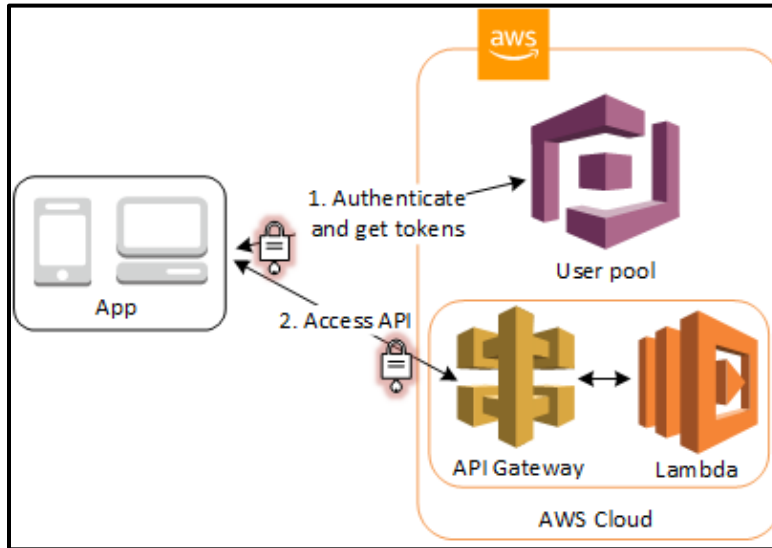 aws
1. Authenticate
and get tokens
User pool
App
2. Access API
API Gateway
Lambda
AWS Cloud